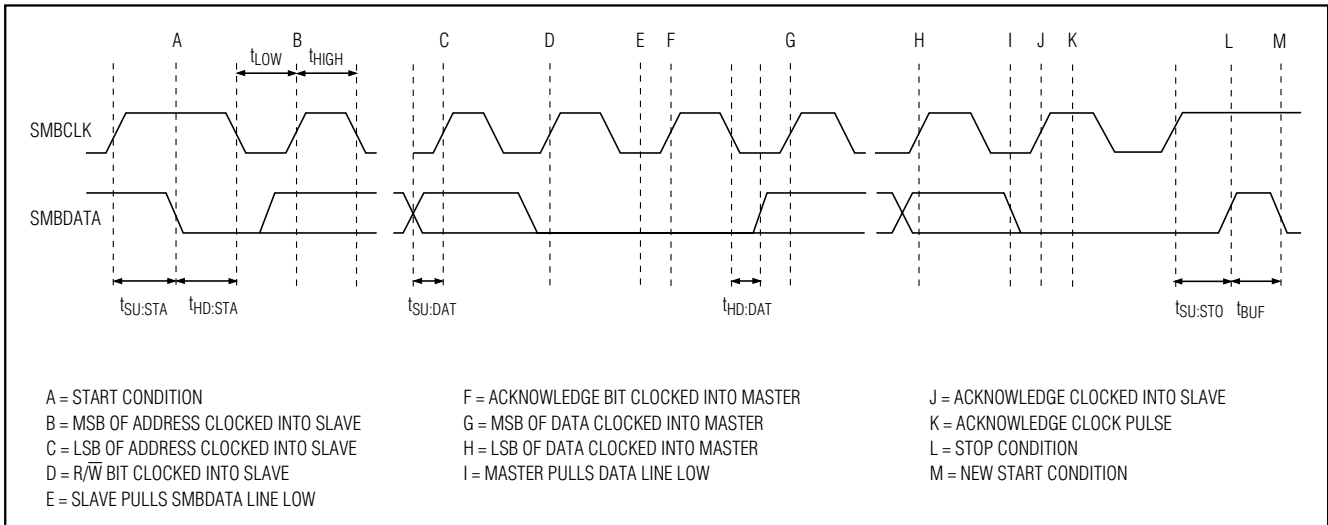 A B C D E F G H I J K L M
tLOW tHIGH
SMBCLK
SMBDATA
tSU:STA tHD:STA tSU:DAT tHD:DAT tSU:STO tBUF
A = START CONDITION
B = MSB OF ADDRESS CLOCKED INTO SLAVE
C = LSB OF ADDRESS CLOCKED INTO SLAVE
D = R/W̅ BIT CLOCKED INTO SLAVE
E = SLAVE PULLS SMBDATA LINE LOW
F = ACKNOWLEDGE BIT CLOCKED INTO MASTER
G = MSB OF DATA CLOCKED INTO MASTER
H = LSB OF DATA CLOCKED INTO MASTER
I = MASTER PULLS DATA LINE LOW
J = ACKNOWLEDGE CLOCKED INTO SLAVE
K = ACKNOWLEDGE CLOCK PULSE
L = STOP CONDITION
M = NEW START CONDITION